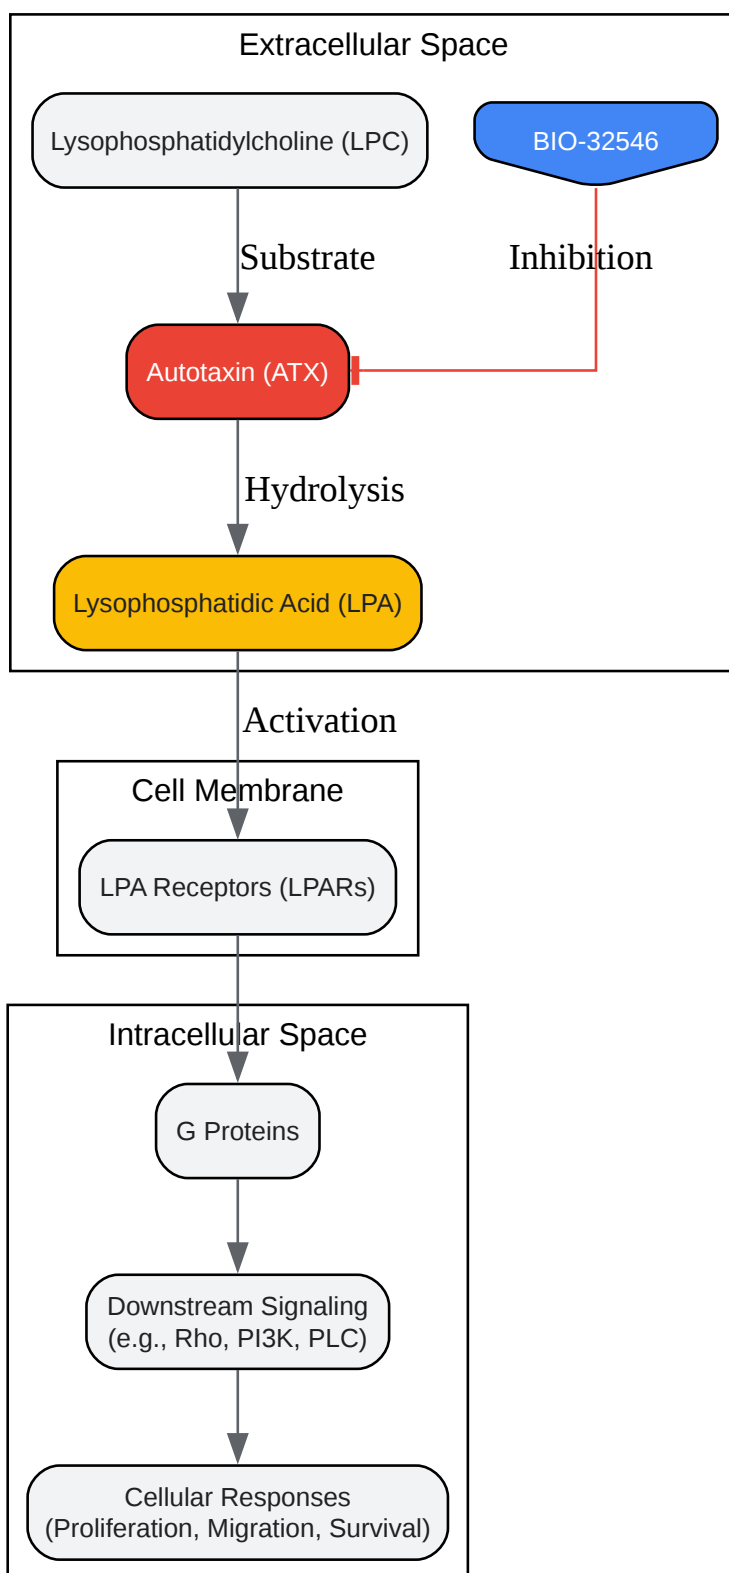 Extracellular Space
Lysophosphatidylcholine (LPC)
BIO-32546
Substrate
Inhibition
Autotaxin (ATX)
Hydrolysis
Lysophosphatidic Acid (LPA)
Activation
Cell Membrane
LPA Receptors (LPARs)
Intracellular Space
G Proteins
Downstream Signaling
(e.g., Rho, PI3K, PLC)
Cellular Responses
(Proliferation, Migration, Survival)